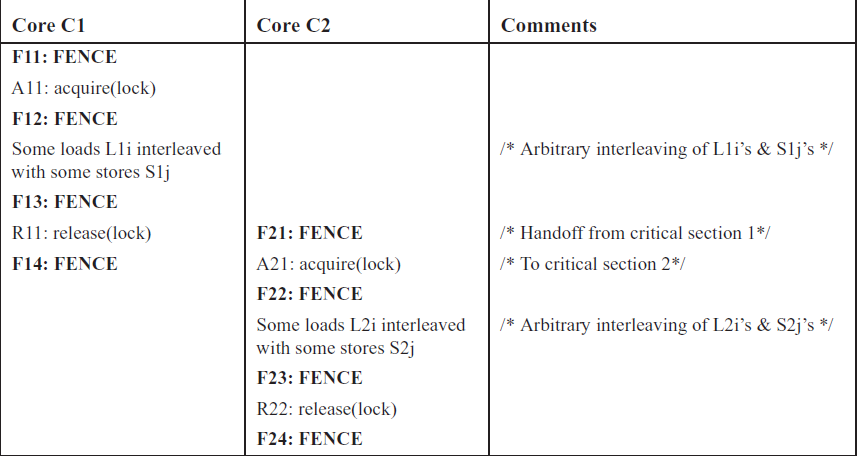 Core C1 Core C2 Comments
F11: FENCE
A11: acquire(lock)
F12: FENCE
Some loads L1i interleaved /* Arbitrary interleaving of L1i’s & S1j’s */
with some stores S1j
F13: FENCE
R11: release(lock) F21: FENCE /* Handoff from critical section 1*/
F14: FENCE A21: acquire(lock) /* To critical section 2*/
F22: FENCE
Some loads L2i interleaved /* Arbitrary interleaving of L2i’s & S2j’s */
with some stores S2j
F23: FENCE
R22: release(lock)
F24: FENCE